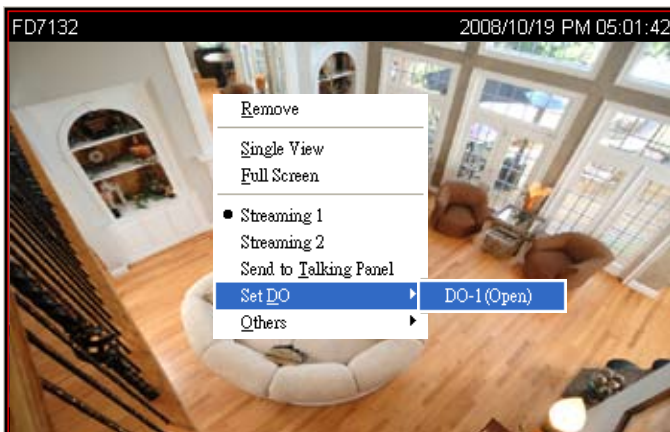 FD7132 2008/10/19 PM 05:01:42
Remove
Single View
Full Screen
Streaming 1
Streaming 2
Send to Talking Panel
Set DO DO-1(Open)
Others